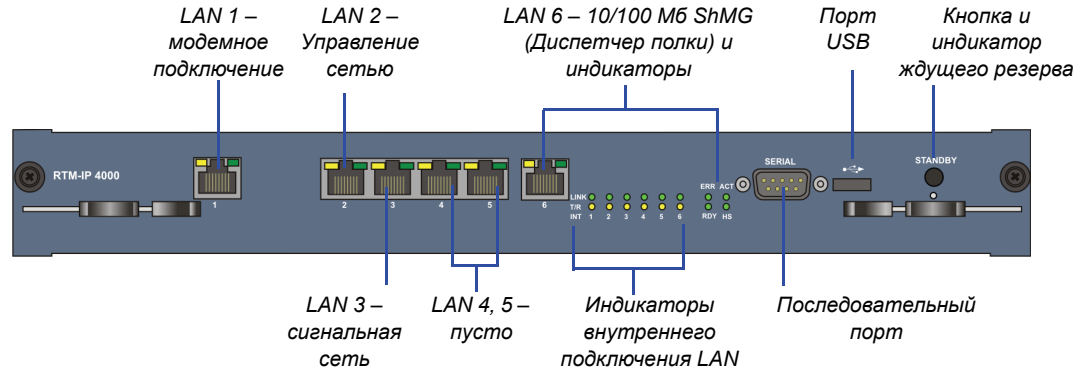 LAN 1 –
модемное
подключение
LAN 2 –
Управление
сетью
LAN 6 – 10/100 Мб ShMG
(Диспетчер полки) и
индикаторы
Порт
USB
Кнопка и
индикатор
ждущего резерва
RTM-IP 4000
1
2
3
4
5
6
LINK
T/R
INT 1 2 3 4 5 6
ERR ACT
RDY HS
SERIAL
STANDBY
LAN 3 –
сигнальная
сеть
LAN 4, 5 –
пусто
Индикаторы
внутреннего
подключения LAN
Последовательный
порт